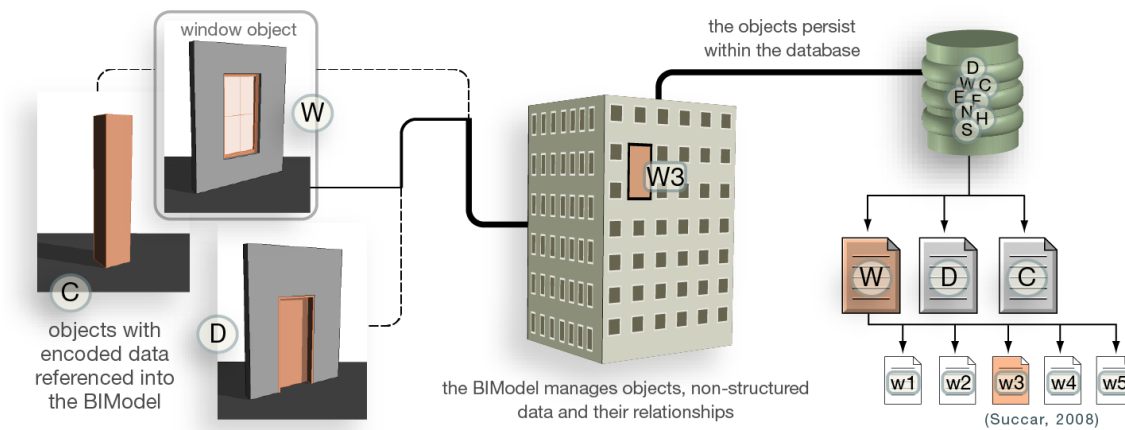 window object
W
C
objects with
encoded data
referenced into
the BIModel
D
the BIModel manages objects, non-structured
data and their relationships
W3
the objects persist
within the database
D
W C
E F
N H
S
W D C
w1 w2 w3 w4 w5
(Succar, 2008)